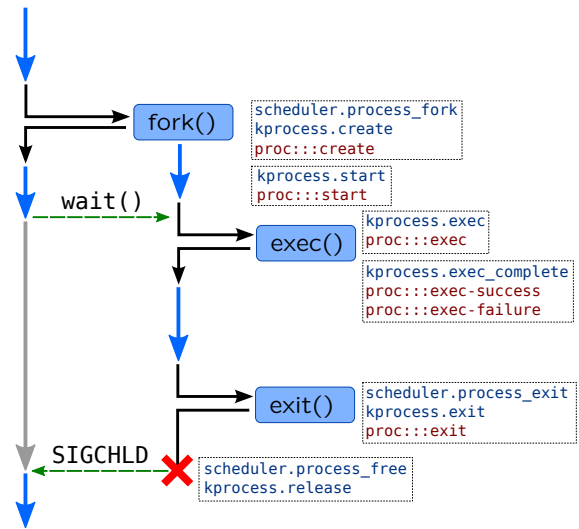 fork()
scheduler.process_fork
kprocess.create
proc:::create
kprocess.start
proc:::start
wait()
exec()
kprocess.exec
proc:::exec
kprocess.exec_complete
proc:::exec-success
proc:::exec-failure
exit()
scheduler.process_exit
kprocess.exit
proc:::exit
SIGCHLD
scheduler.process_free
kprocess.release